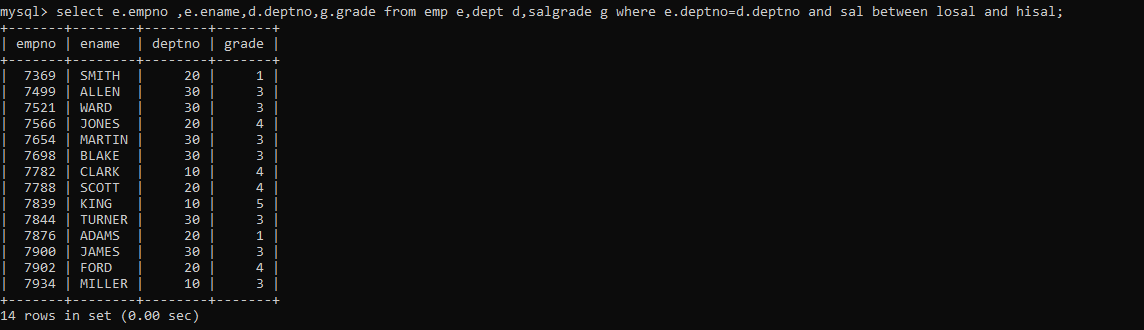 mysql> select e.empno ,e.ename,d.deptno,g.grade from emp e,dept d,salgrade g where e.deptno=d.deptno and sal between losal and hisal;
+-------+--------+--------+-------+
| empno | ename  | deptno | grade |
+-------+--------+--------+-------+
|  7369 | SMITH  |     20 |     1 |
|  7499 | ALLEN  |     30 |     3 |
|  7521 | WARD   |     30 |     3 |
|  7566 | JONES  |     20 |     4 |
|  7654 | MARTIN |     30 |     3 |
|  7698 | BLAKE  |     30 |     3 |
|  7782 | CLARK  |     10 |     4 |
|  7788 | SCOTT  |     20 |     4 |
|  7839 | KING   |     10 |     5 |
|  7844 | TURNER |     30 |     3 |
|  7876 | ADAMS  |     20 |     1 |
|  7900 | JAMES  |     30 |     3 |
|  7902 | FORD   |     20 |     4 |
|  7934 | MILLER |     10 |     3 |
+-------+--------+--------+-------+
14 rows in set (0.00 sec)